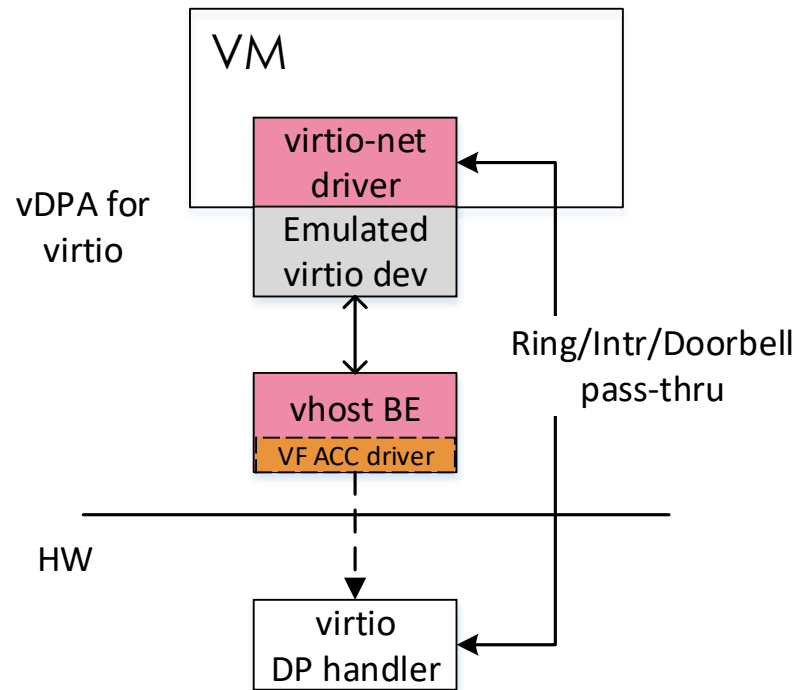 VM
virtio-net
driver
vDPA for
virtio
Emulated
virtio dev
Ring/Intr/Doorbell
pass-thru
vhost BE
VF ACC driver
HW
virtio
DP handler